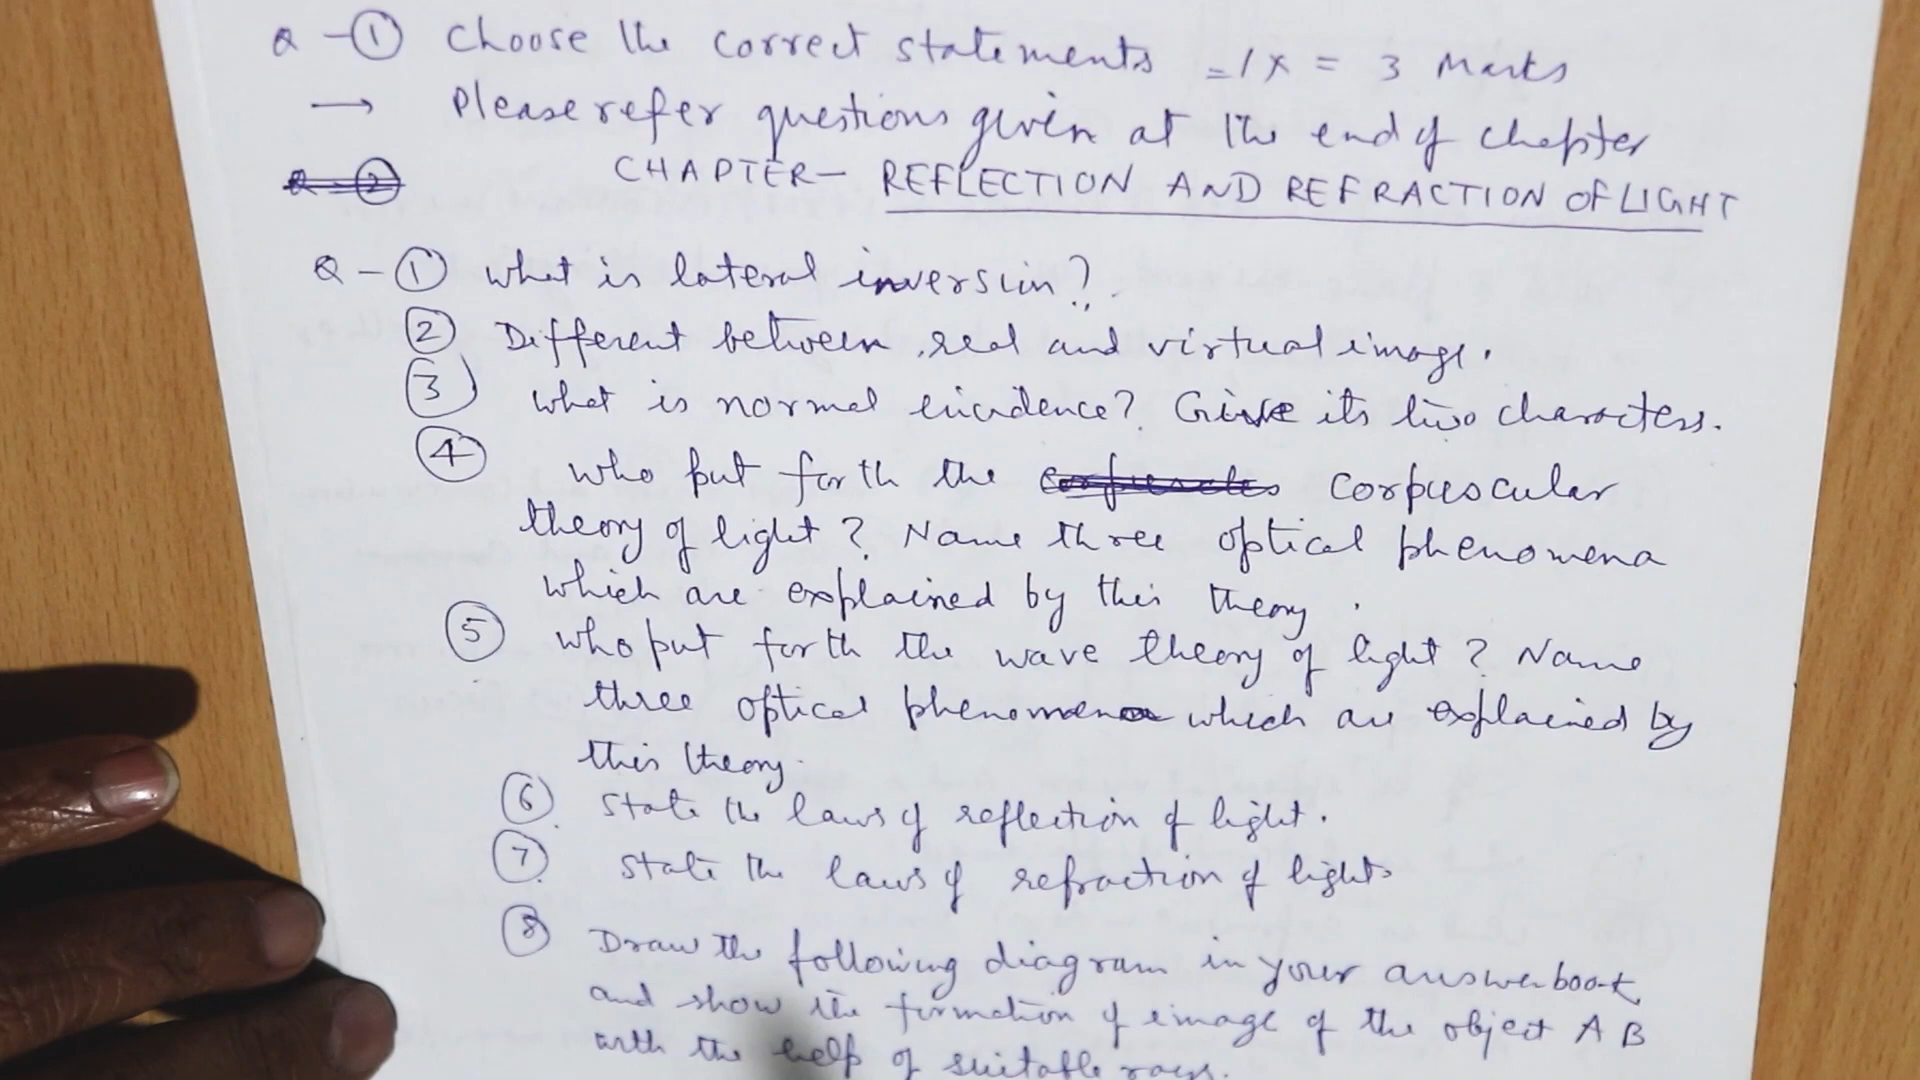 Q - ① Choose the correct statements = 1 x = 3 Marks
→ Please refer questions given at the end of chapter
Q - ②
CHAPTER - REFLECTION AND REFRACTION OF LIGHT
Q - ① What is lateral inversion?
② Different between real and virtual image.
③ What is normal incidence? Give its two characters.
④ Who put forth the corpuscular
theory of light? Name three optical phenomena
which are explained by this theory.
⑤ Who put forth the wave theory of light? Name
three optical phenomena which are explained by
this theory.
⑥ State the laws of reflection of light.
⑦ State the laws of refraction of light
⑧ Draw the following diagram in your answer book
and show the formation of image of the object AB
with the help of suitable rays.